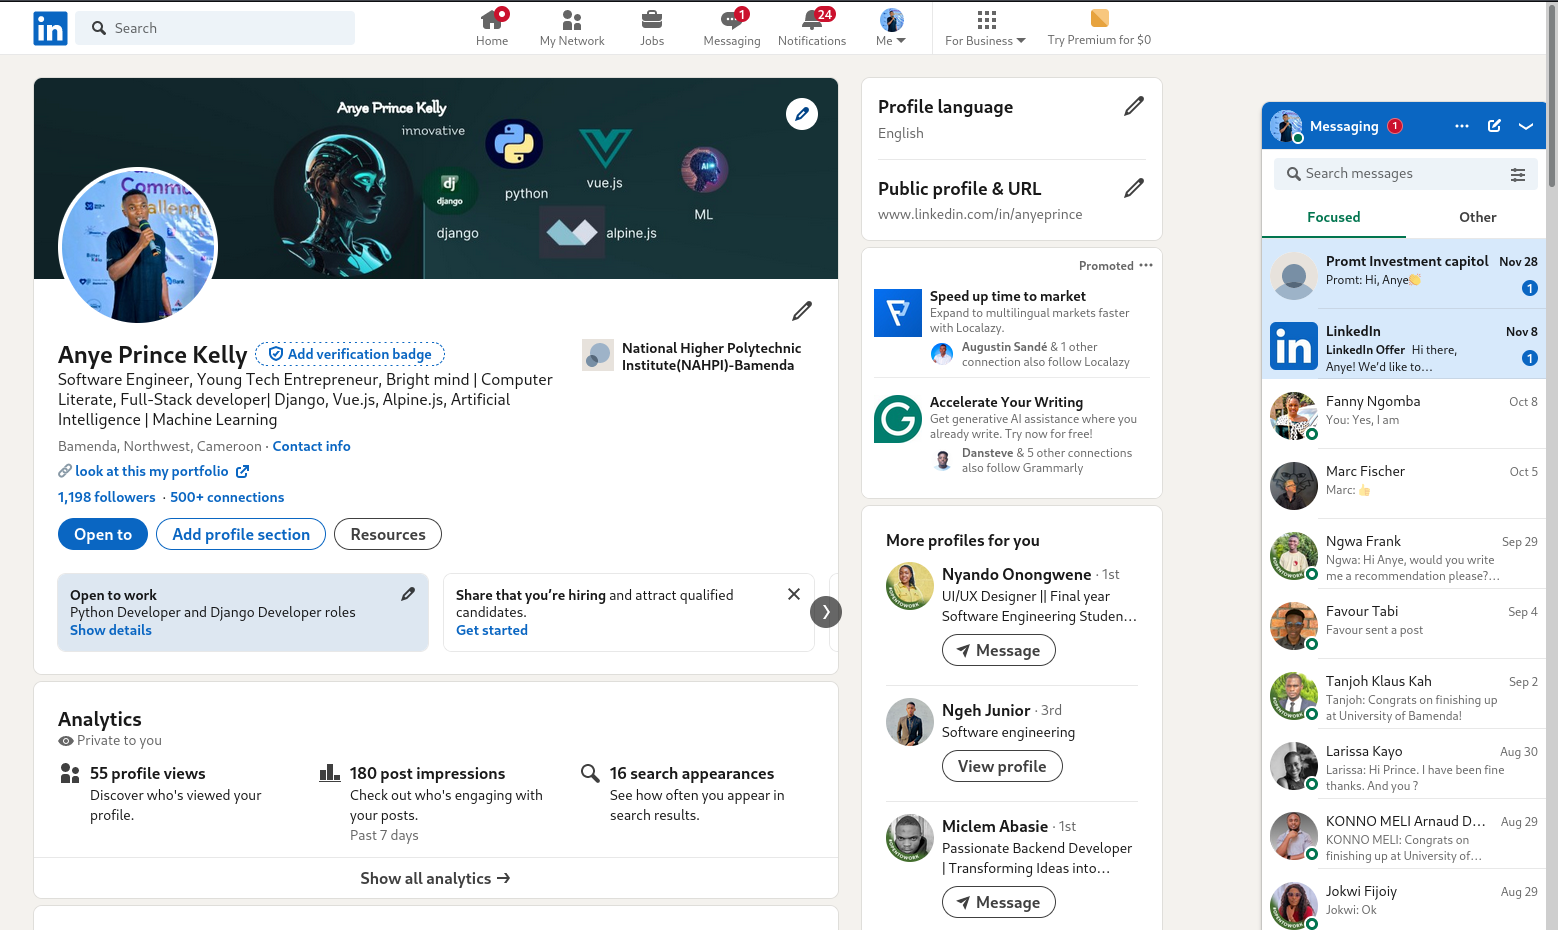 in
Search
Home
My Network
Jobs
1
Messaging
24
Notifications
Me
For Business
Try Premium for $0
Anye Prince Kelly
innovative
dj
django
django
python
vue.js
alpine.js
AI
ML
Anye Prince Kelly
Add verification badge
Software Engineer, Young Tech Entrepreneur, Bright mind | Computer
Literate, Full-Stack developer| Django, Vue.js, Alpine.js, Artificial
Intelligence | Machine Learning
Bamenda, Northwest, Cameroon · Contact info
look at this my portfolio
1,198 followers · 500+ connections
National Higher Polytechnic
Institute(NAHPI)-Bamenda
Open to
Add profile section
Resources
Open to work
Python Developer and Django Developer roles
Show details
Share that you’re hiring and attract qualified
candidates.
Get started
Analytics
Private to you
55 profile views
Discover who's viewed your
profile.
180 post impressions
Check out who's engaging with
your posts.
Past 7 days
16 search appearances
See how often you appear in
search results.
Show all analytics →
Profile language
English
Public profile & URL
www.linkedin.com/in/anyeprince
Promoted
Speed up time to market
Expand to multilingual markets faster
with Localazy.
Augustin Sandé & 1 other
connection also follow Localazy
Accelerate Your Writing
Get generative AI assistance where you
already write. Try now for free!
Dansteve & 5 other connections
also follow Grammarly
More profiles for you
Nyando Onongwene · 1st
UI/UX Designer || Final year
Software Engineering Studen…
Message
Ngeh Junior · 3rd
Software engineering
View profile
Miclem Abasie · 1st
Passionate Backend Developer
| Transforming Ideas into…
Message
Messaging 1
Search messages
Focused
Other
Promt Investment capitol Nov 28
Promt: Hi, Anye👏
1
in
LinkedIn Nov 8
LinkedIn Offer Hi there,
Anye! We’d like to…
1
Fanny Ngomba Oct 8
You: Yes, I am
Marc Fischer Oct 5
Marc: 👍
Ngwa Frank Sep 29
Ngwa: Hi Anye, would you write
me a recommendation please?…
Favour Tabi Sep 4
Favour sent a post
Tanjoh Klaus Kah Sep 2
Tanjoh: Congrats on finishing up
at University of Bamenda!
Larissa Kayo Aug 30
Larissa: Hi Prince. I have been fine
thanks. And you ?
KONNO MELI Arnaud D… Aug 29
KONNO MELI: Congrats on
finishing up at University of…
Jokwi Fijoiy Aug 29
Jokwi: Ok